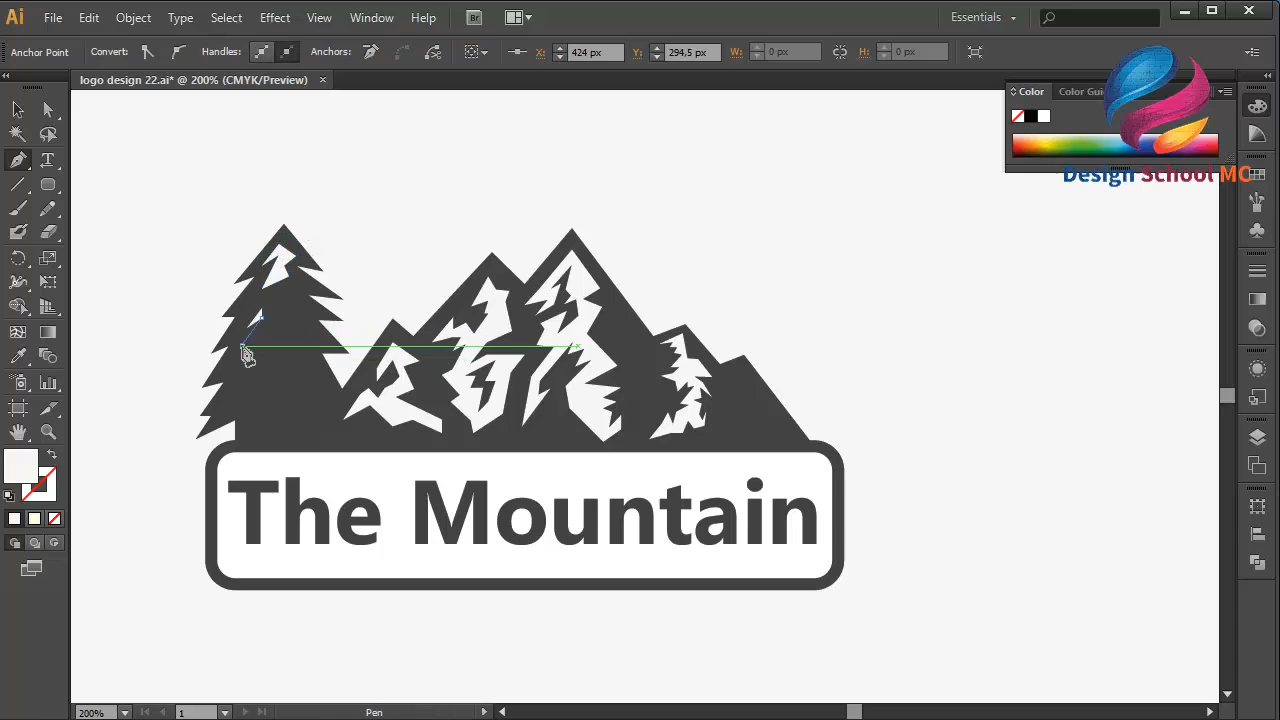 Ai File Edit Object Type Select Effect View Window Help Br Essentials
Anchor Point Convert: Handles: Anchors: X: 424 px Y: 294,5 px W: 0 px H: 0 px
logo design 22.ai* @ 200% (CMYK/Preview) ×
Color Color Gui
Design School MC
The Mountain
200% 1 Pen